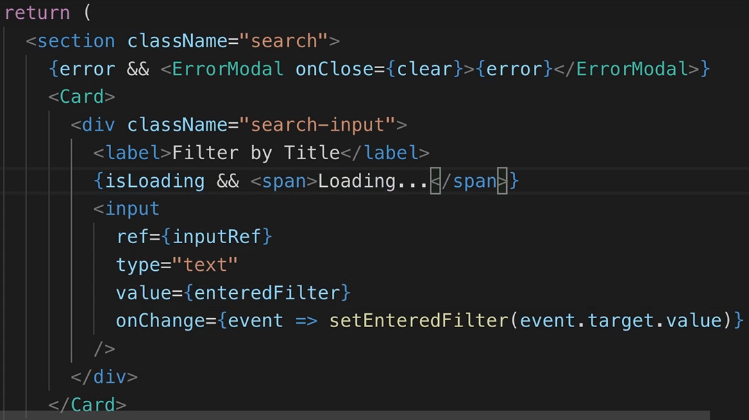 return (
<section className="search">
{error && <ErrorModal onClose={clear}>{error}</ErrorModal>}
<Card>
<div className="search-input">
<label>Filter by Title</label>
{isLoading && <span>Loading...</span>}
<input
ref={inputRef}
type="text"
value={enteredFilter}
onChange={event => setEnteredFilter(event.target.value)}
/>
</div>
</Card>